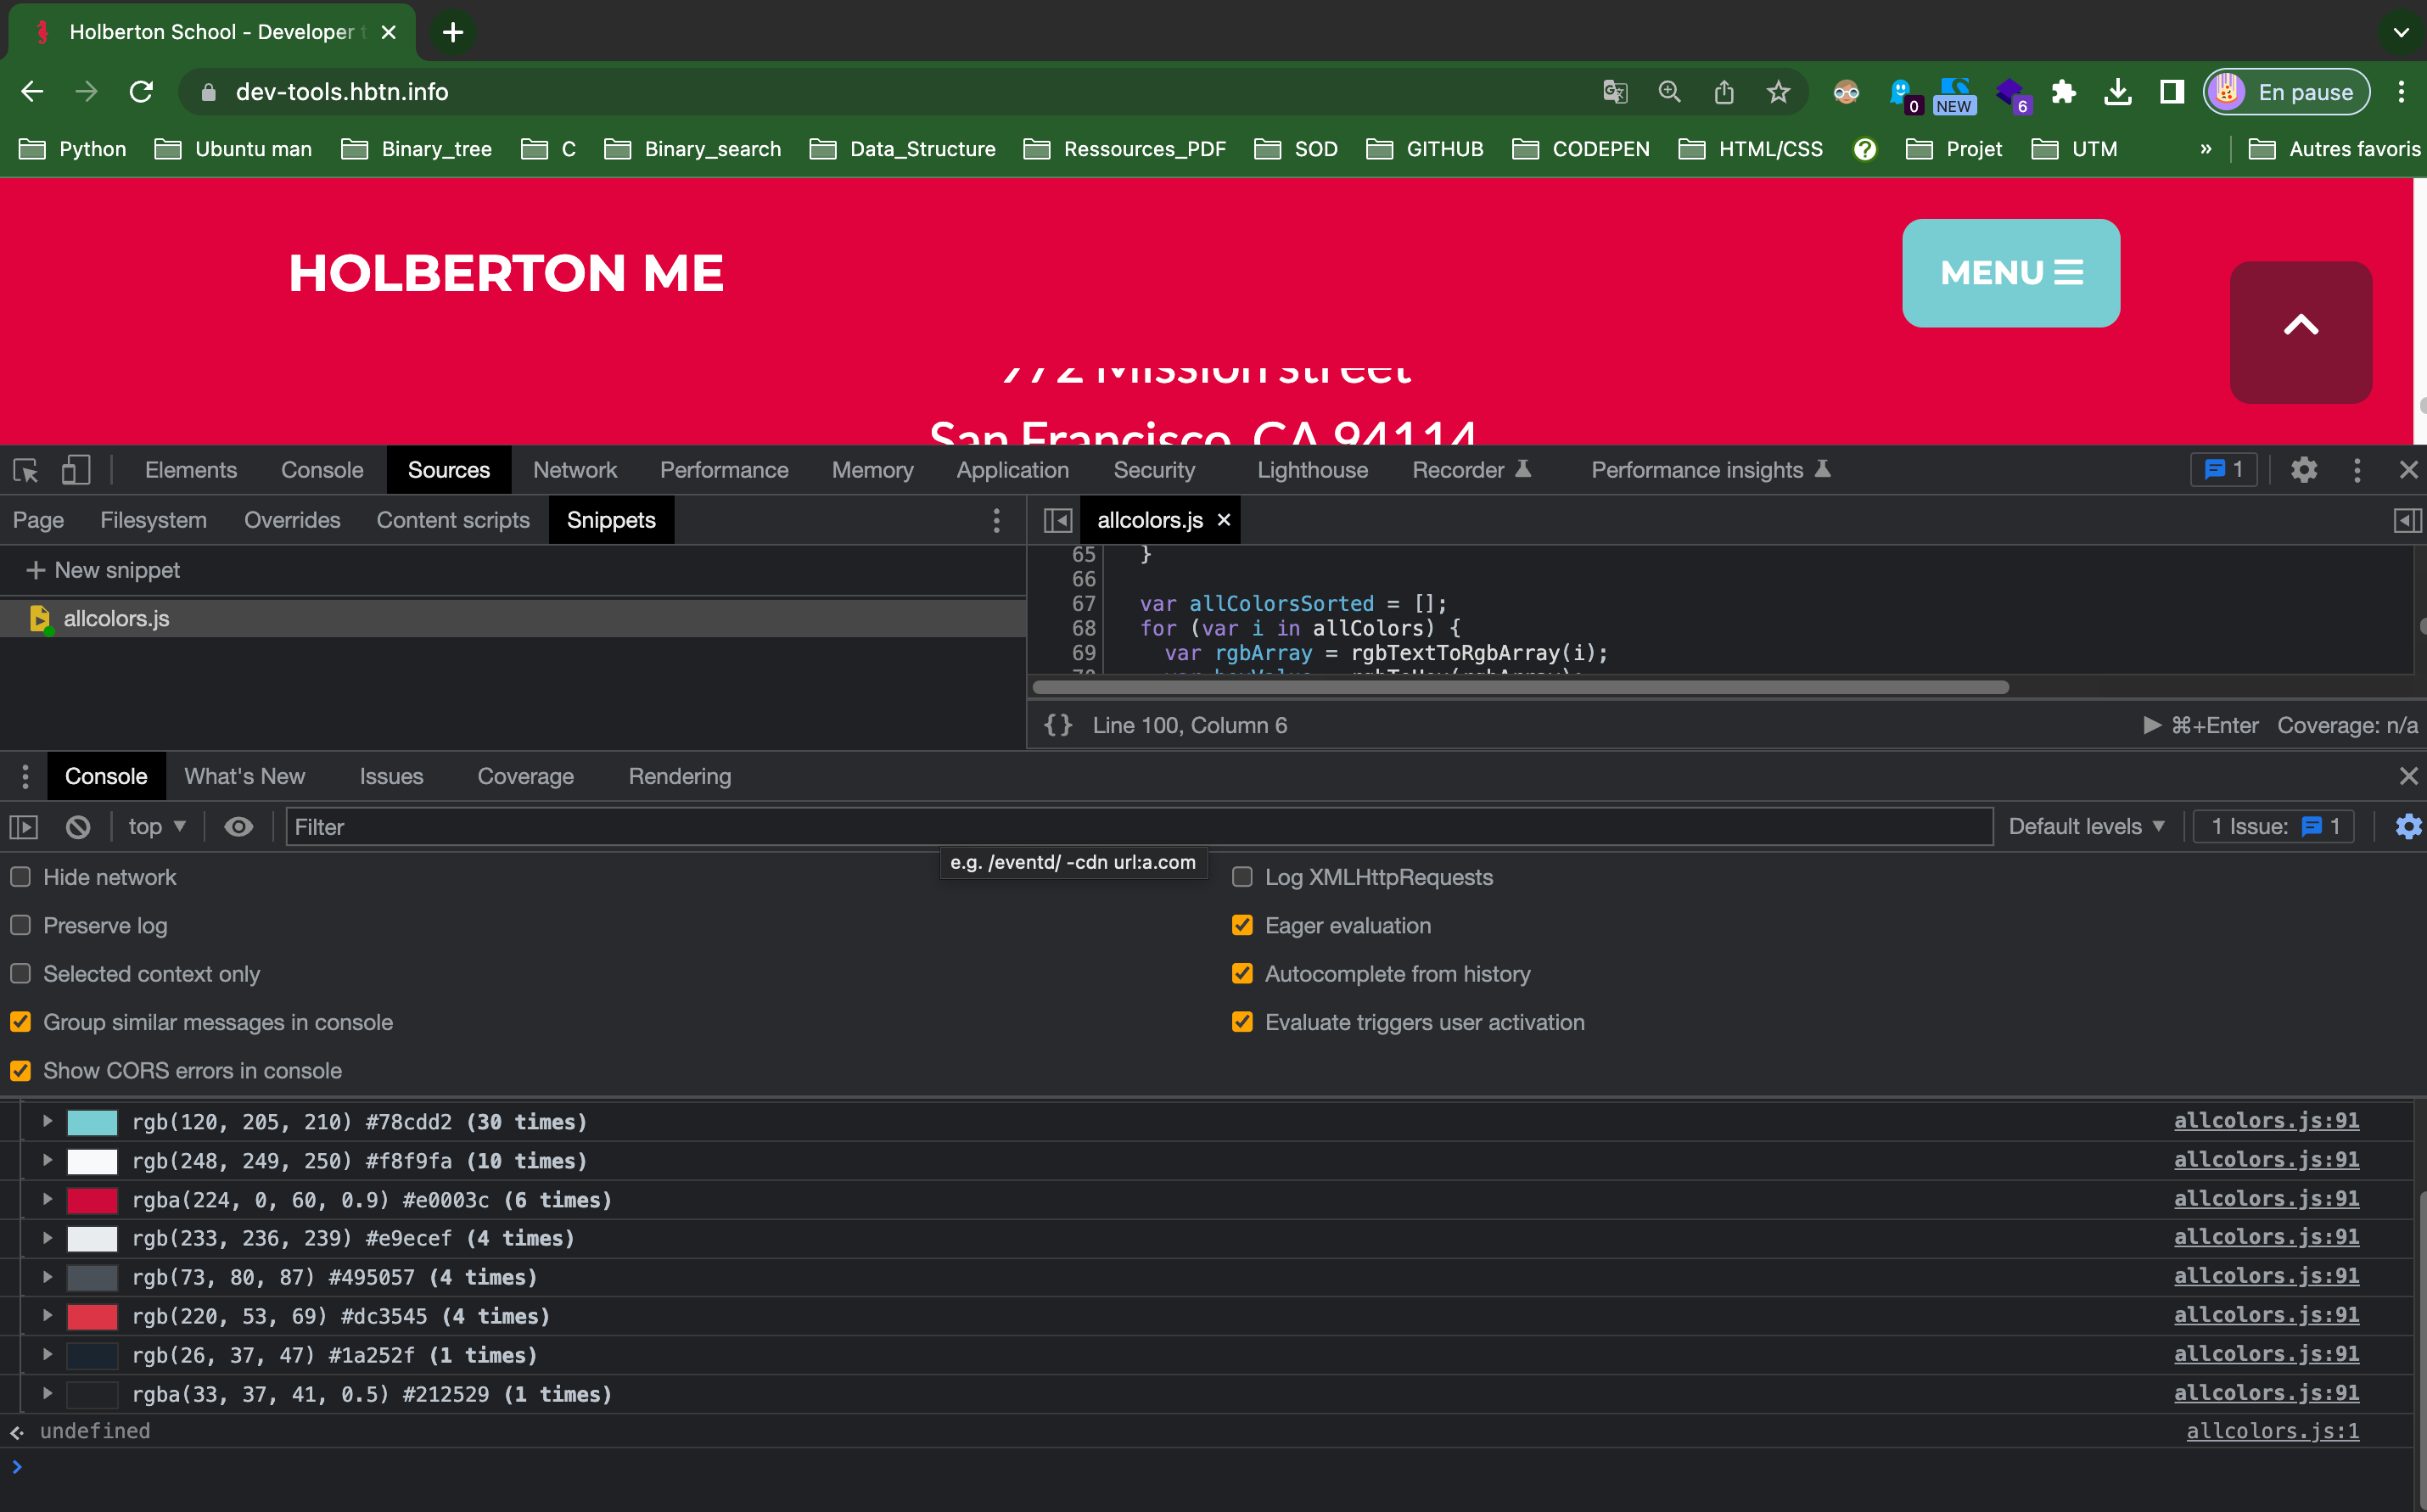 Holberton School - Developer t
dev-tools.hbtn.info
0
NEW
6
En pause
Python
Ubuntu man
Binary_tree
C
Binary_search
Data_Structure
Ressources_PDF
SOD
GITHUB
CODEPEN
HTML/CSS
Projet
UTM
»
Autres favoris
HOLBERTON ME
MENU
772 Mission street
San Francisco, CA 94114
Elements
Console
Sources
Network
Performance
Memory
Application
Security
Lighthouse
Recorder
Performance insights
1
Page
Filesystem
Overrides
Content scripts
Snippets
allcolors.js
New snippet
allcolors.js
65 }
66
67 var allColorsSorted = [];
68 for (var i in allColors) {
69 var rgbArray = rgbTextToRgbArray(i);
70 var hexValue = rgbToHex(rgbArray);
{} Line 100, Column 6
⌘+Enter
Coverage: n/a
Console
What's New
Issues
Coverage
Rendering
top
Filter
Default levels
1 Issue: 1
e.g. /eventd/ -cdn url:a.com
Hide network
Log XMLHttpRequests
Preserve log
Eager evaluation
Selected context only
Autocomplete from history
Group similar messages in console
Evaluate triggers user activation
Show CORS errors in console
rgb(120, 205, 210) #78cdd2 (30 times) allcolors.js:91
rgb(248, 249, 250) #f8f9fa (10 times) allcolors.js:91
rgba(224, 0, 60, 0.9) #e0003c (6 times) allcolors.js:91
rgb(233, 236, 239) #e9ecef (4 times) allcolors.js:91
rgb(73, 80, 87) #495057 (4 times) allcolors.js:91
rgb(220, 53, 69) #dc3545 (4 times) allcolors.js:91
rgb(26, 37, 47) #1a252f (1 times) allcolors.js:91
rgba(33, 37, 41, 0.5) #212529 (1 times) allcolors.js:91
undefined allcolors.js:1